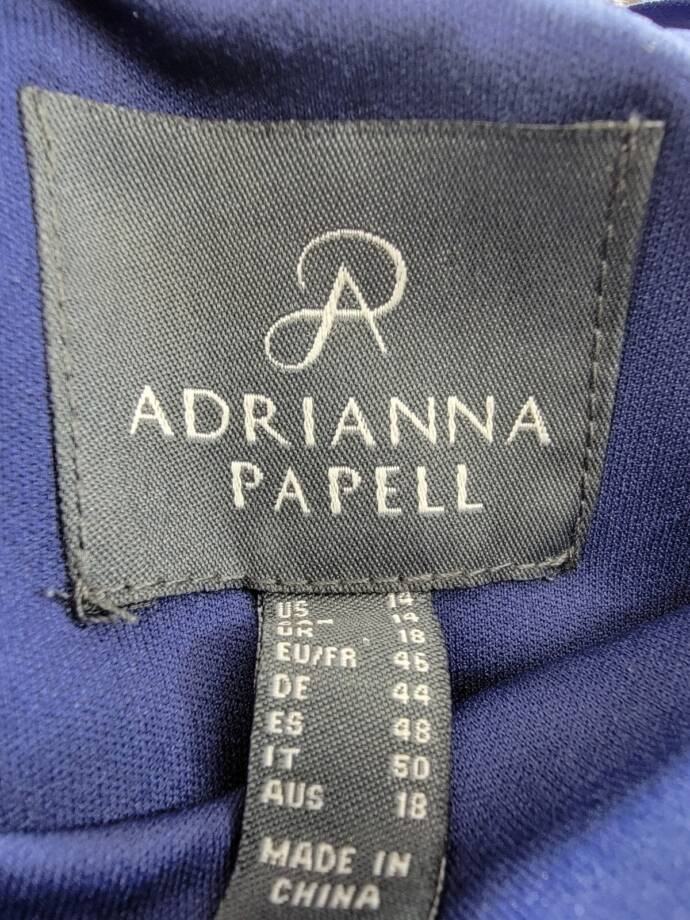 ADRIANNA
PAPELL
US 14
14
18
EU/FR 46
DE 44
ES 48
IT 50
AUS 18
MADE IN
CHINA